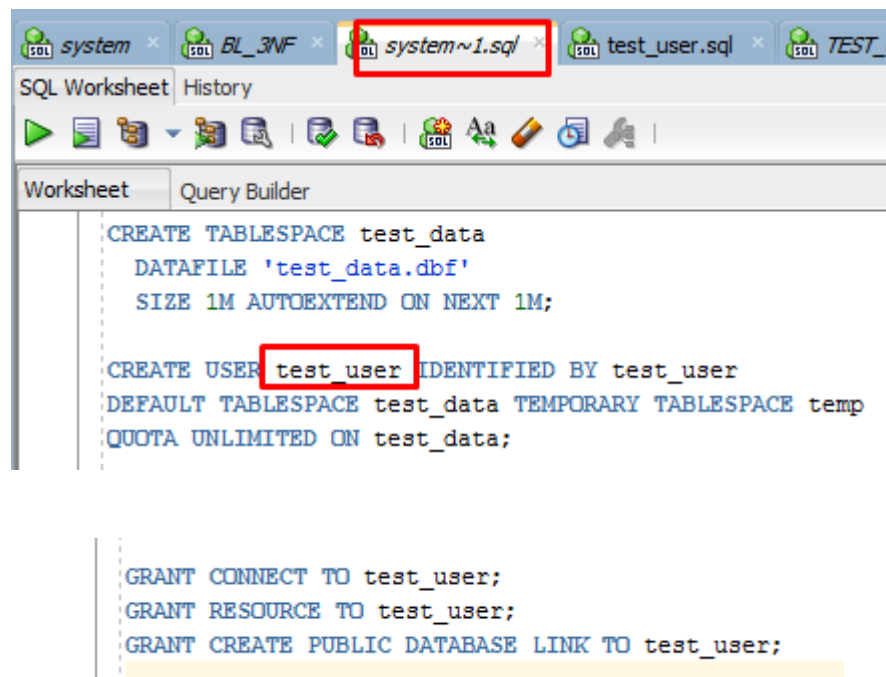 system BL_3NF system~1.sql test_user.sql TEST_
SQL Worksheet History
Worksheet Query Builder
CREATE TABLESPACE test_data
DATAFILE 'test_data.dbf'
SIZE 1M AUTOEXTEND ON NEXT 1M;
CREATE USER test_user IDENTIFIED BY test_user
DEFAULT TABLESPACE test_data TEMPORARY TABLESPACE temp
QUOTA UNLIMITED ON test_data;
GRANT CONNECT TO test_user;
GRANT RESOURCE TO test_user;
GRANT CREATE PUBLIC DATABASE LINK TO test_user;